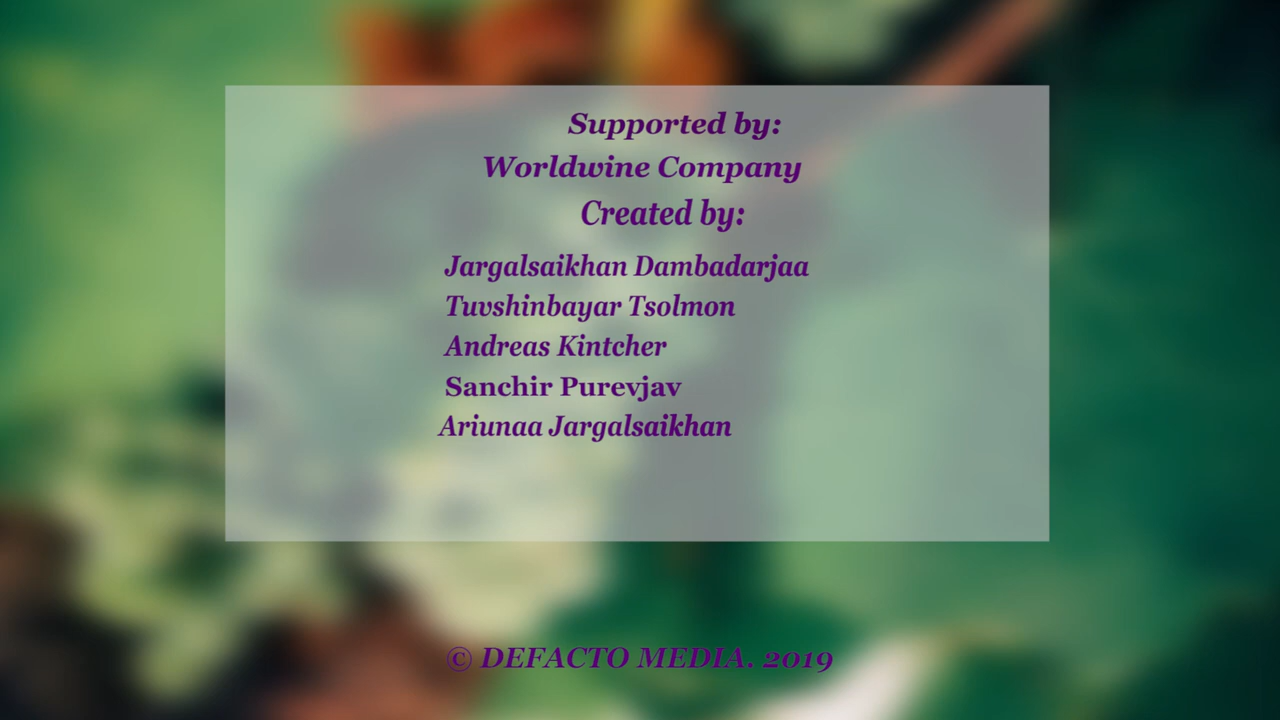 Supported by:
Worldwine Company
Created by:
Jargalsaikhan Dambadarjaa
Tuvshinbayar Tsolmon
Andreas Kintcher
Sanchir Purevjav
Ariunaa Jargalsaikhan
© DEFACTO MEDIA. 2019